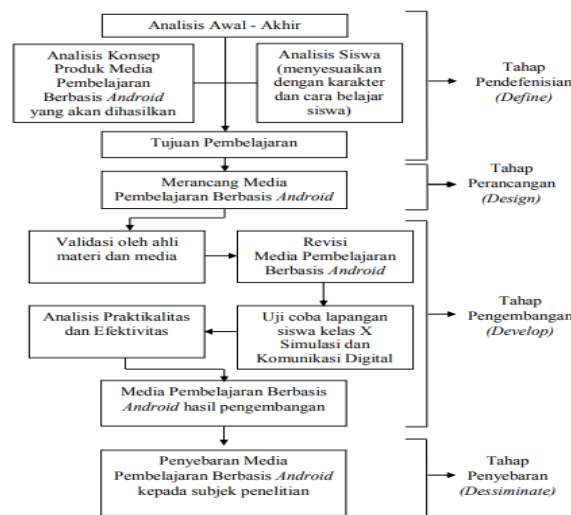 Analisis Awal - Akhir
Analisis Konsep
Produk Media
Pembelajaran
Berbasis Android
yang akan dihasilkan
Analisis Siswa
(menyesuaikan
dengan karakter
dan cara belajar
siswa)
Tujuan Pembelajaran
Tahap
Pendefenisian
(Define)
Merancang Media
Pembelajaran Berbasis Android
Tahap
Perancangan
(Design)
Validasi oleh ahli
materi dan media
Revisi
Media Pembelajaran
Berbasis Android
Analisis Praktikalitas
dan Efektivitas
Uji coba lapangan
siswa kelas X
Simulasi dan
Komunikasi Digital
Media Pembelajaran Berbasis
Android hasil pengembangan
Tahap
Pengembangan
(Develop)
Penyebaran Media
Pembelajaran Berbasis Android
kepada subjek penelitian
Tahap
Penyebaran
(Dessiminate)